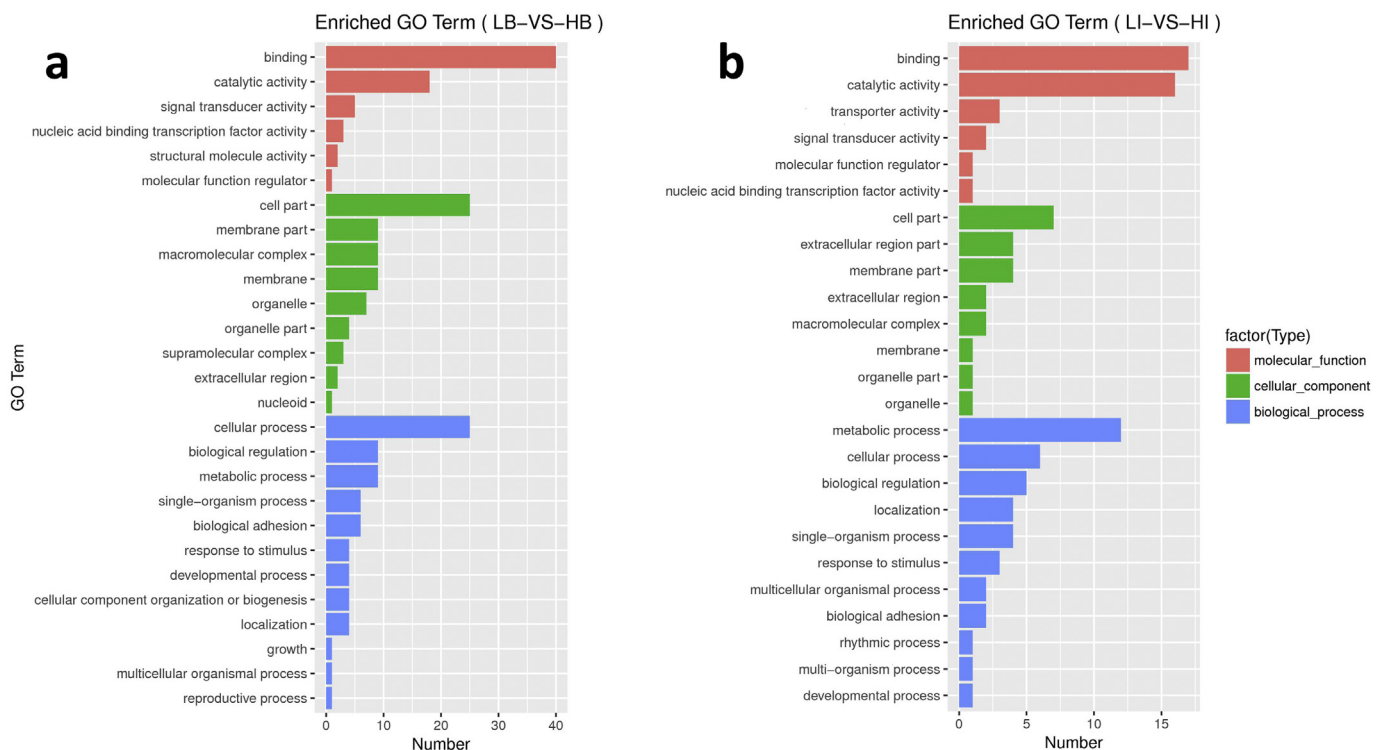 a
Enriched GO Term ( LB−VS−HB )
GO Term
binding
catalytic activity
signal transducer activity
nucleic acid binding transcription factor activity
structural molecule activity
molecular function regulator
cell part
membrane part
macromolecular complex
membrane
organelle
organelle part
supramolecular complex
extracellular region
nucleoid
cellular process
biological regulation
metabolic process
single−organism process
biological adhesion
response to stimulus
developmental process
cellular component organization or biogenesis
localization
growth
multicellular organismal process
reproductive process
0 10 20 30 40
Number
b
Enriched GO Term ( LI−VS−HI )
binding
catalytic activity
transporter activity
signal transducer activity
molecular function regulator
nucleic acid binding transcription factor activity
cell part
extracellular region part
membrane part
extracellular region
macromolecular complex
membrane
organelle part
organelle
metabolic process
cellular process
biological regulation
localization
single−organism process
response to stimulus
multicellular organismal process
biological adhesion
rhythmic process
multi−organism process
developmental process
0 5 10 15
Number
factor(Type)
molecular_function
cellular_component
biological_process